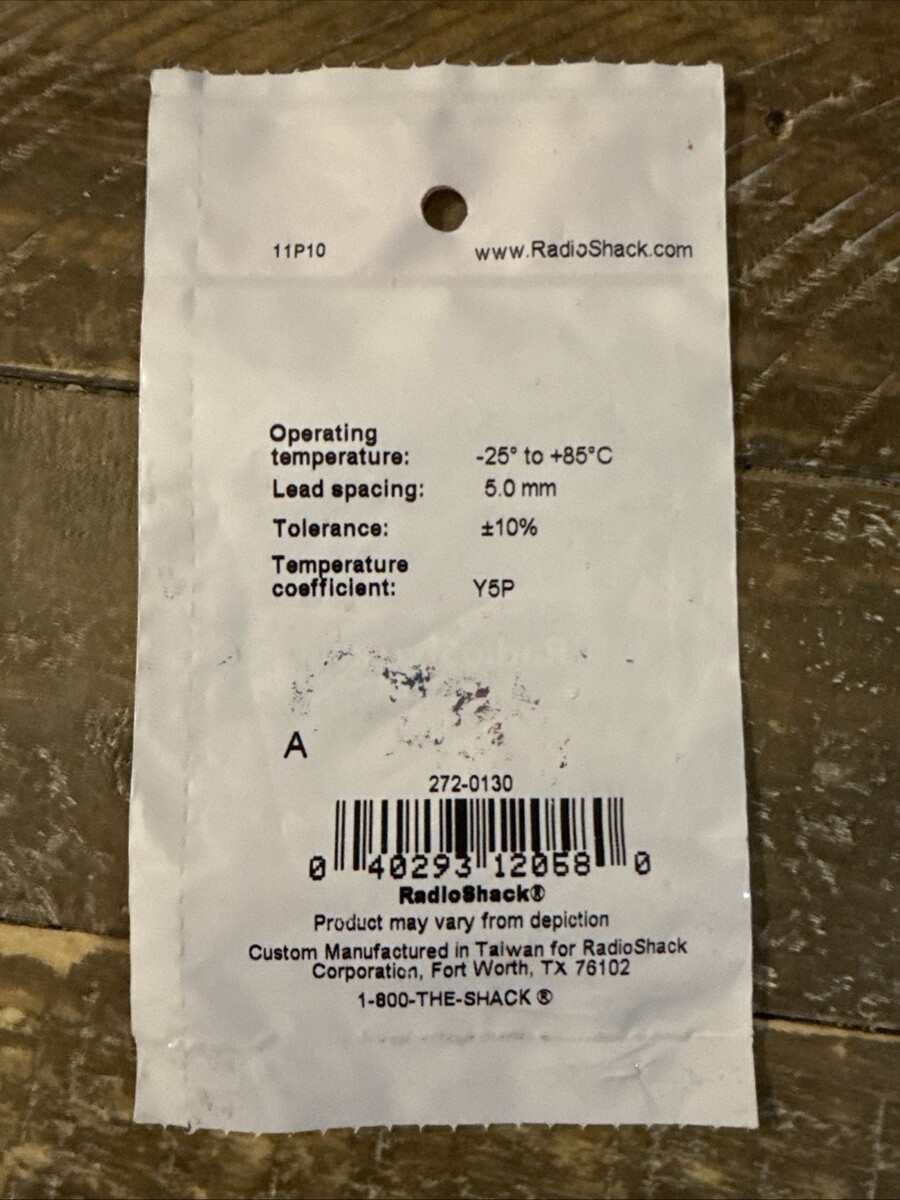 11P10 www.RadioShack.com
Operating
temperature: -25° to +85°C
Lead spacing: 5.0 mm
Tolerance: ±10%
Temperature
coefficient: Y5P
A
272-0130
0 40293 12058 0
RadioShack®
Product may vary from depiction
Custom Manufactured in Taiwan for RadioShack
Corporation, Fort Worth, TX 76102
1-800-THE-SHACK ®